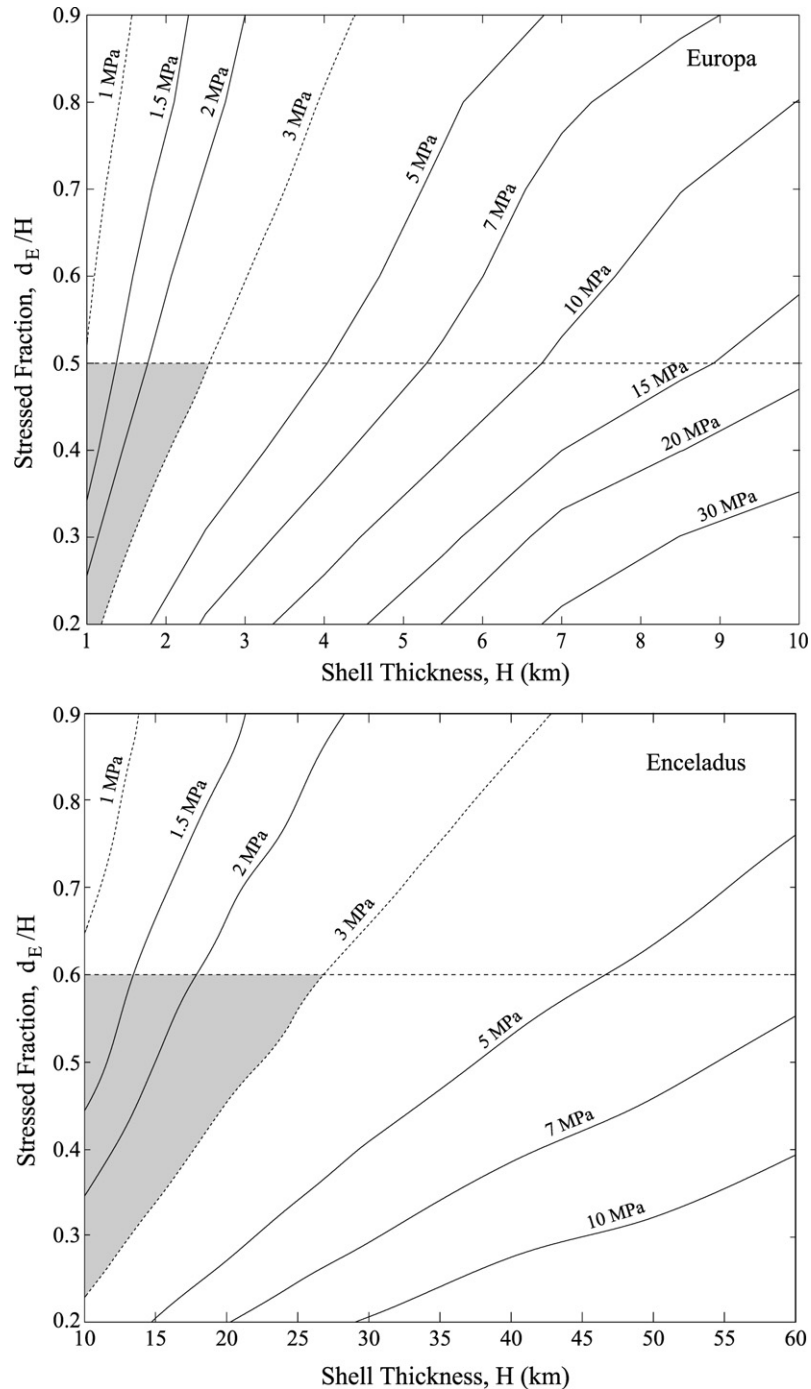 0.9
0.8
0.7
0.6
0.5
0.4
0.3
0.2
Stressed Fraction, d_E/H
1 MPa
1.5 MPa
2 MPa
3 MPa
5 MPa
7 MPa
10 MPa
15 MPa
20 MPa
30 MPa
Europa
1 2 3 4 5 6 7 8 9 10
Shell Thickness, H (km)
0.9
0.8
0.7
0.6
0.5
0.4
0.3
0.2
Stressed Fraction, d_E/H
1 MPa
1.5 MPa
2 MPa
3 MPa
5 MPa
7 MPa
10 MPa
Enceladus
10 15 20 25 30 35 40 45 50 55 60
Shell Thickness, H (km)